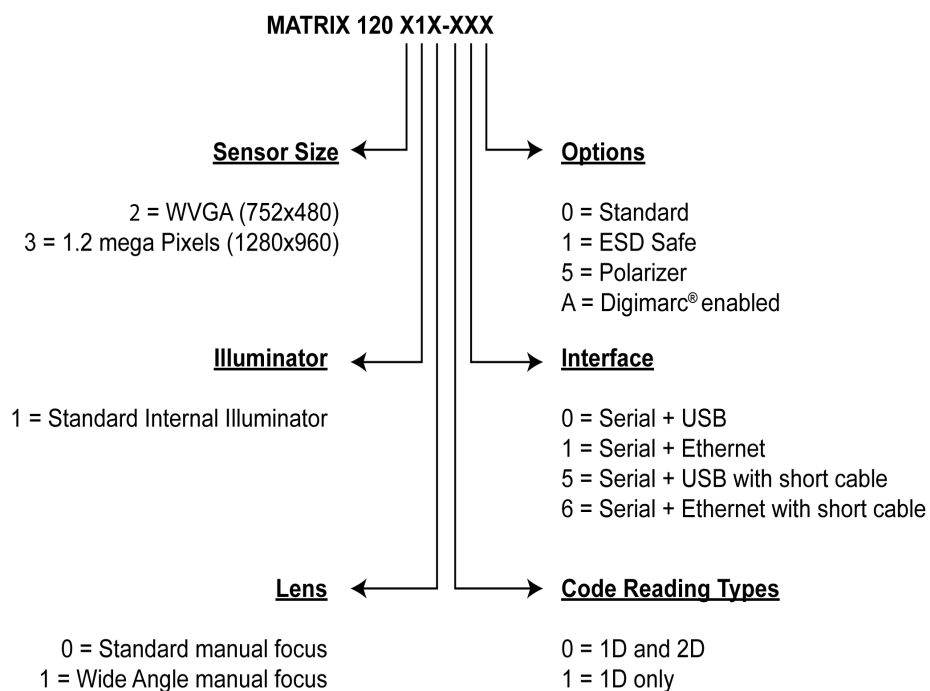 MATRIX 120 X1X-XXX
Sensor Size
2 = WVGA (752x480)
3 = 1.2 mega Pixels (1280x960)
Options
0 = Standard
1 = ESD Safe
5 = Polarizer
A = Digimarc® enabled
Illuminator
1 = Standard Internal Illuminator
Interface
0 = Serial + USB
1 = Serial + Ethernet
5 = Serial + USB with short cable
6 = Serial + Ethernet with short cable
Lens
0 = Standard manual focus
1 = Wide Angle manual focus
Code Reading Types
0 = 1D and 2D
1 = 1D only